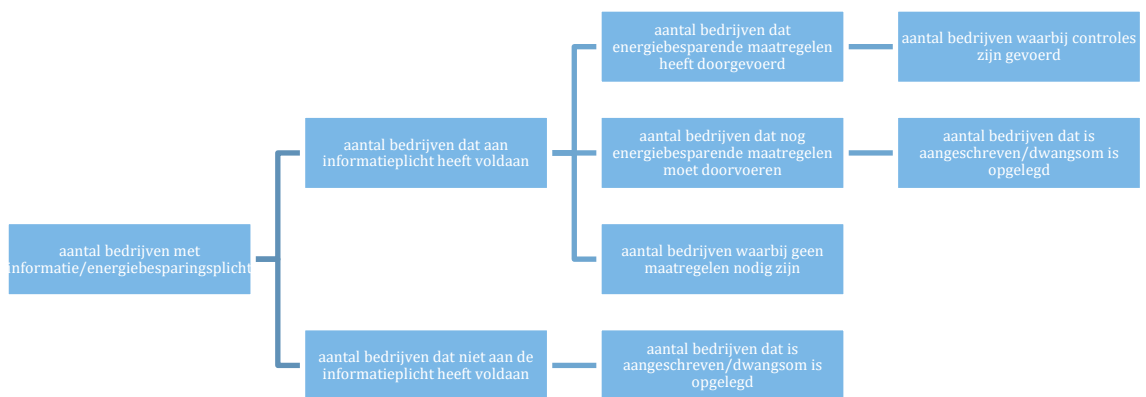 aantal bedrijven met
informatie/energiebesparingsplicht
aantal bedrijven dat aan
informatieplicht heeft voldaan
aantal bedrijven dat
energiebesparende maatregelen
heeft doorgevoerd
aantal bedrijven waarbij controles
zijn gevoerd
aantal bedrijven dat nog
energiebesparende maatregelen
moet doorvoeren
aantal bedrijven dat is
aangeschreven/dwangsom is
opgelegd
aantal bedrijven waarbij geen
maatregelen nodig zijn
aantal bedrijven dat niet aan de
informatieplicht heeft voldaan
aantal bedrijven dat is
aangeschreven/dwangsom is
opgelegd